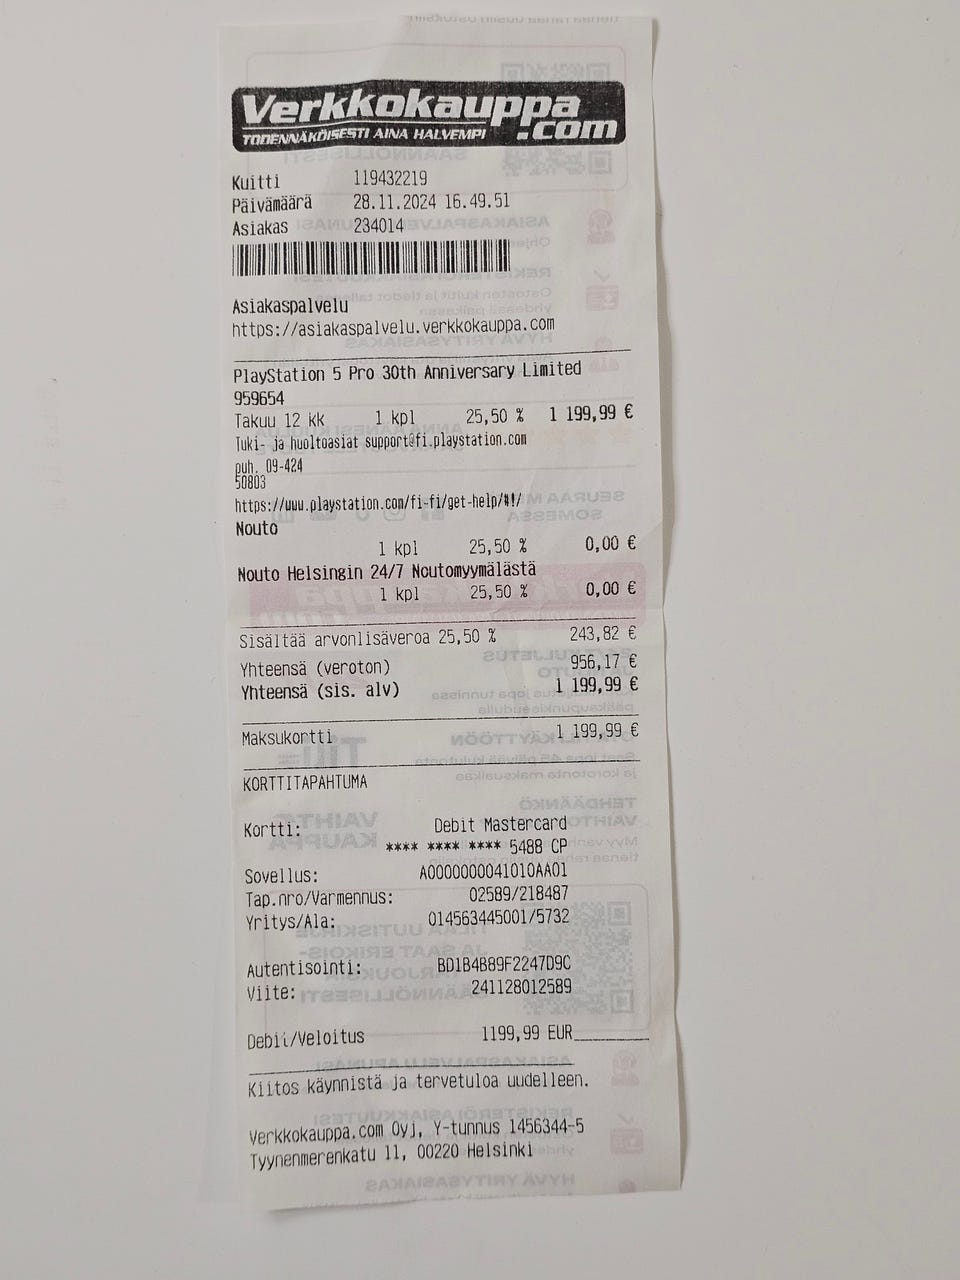 Verkkokauppa
.com
TODENNÄKÖISESTI AINA HALVEMPI
Kuitti 119432219
Päivämäärä 28.11.2024 16.49.51
Asiakas 234014
Asiakaspalvelu
https://asiakaspalvelu.verkkokauppa.com
PlayStation 5 Pro 30th Anniversary Limited
959654
Takuu 12 kk 1 kpl 25,50 % 1 199,99 €
Tuki- ja huoltoasiat support@fi.playstation.com
puh. 09-424
50803
https://www.playstation.com/fi-fi/get-help/#!/
Nouto
1 kpl 25,50 % 0,00 €
Nouto Helsingin 24/7 Noutomyymälästä
1 kpl 25,50 % 0,00 €
Sisältää arvonlisäveroa 25,50 % 243,82 €
Yhteensä (veroton) 956,17 €
Yhteensä (sis. alv) 1 199,99 €
Maksukortti 1 199,99 €
KORTTITAPAHTUMA
Kortti: Debit Mastercard
**** **** **** 5488 CP
Sovellus: A0000000041010AA01
Tap.nro/Varmennus: 02589/218487
Yritys/Ala: 014563445001/5732
Autentisointi: BD1B4B89F2247D9C
Viite: 241128012589
Debit/Veloitus 1199,99 EUR
Kiitos käynnistä ja tervetuloa uudelleen.
Verkkokauppa.com Oyj, Y-tunnus 1456344-5
Tyynenmerenkatu 11, 00220 Helsinki